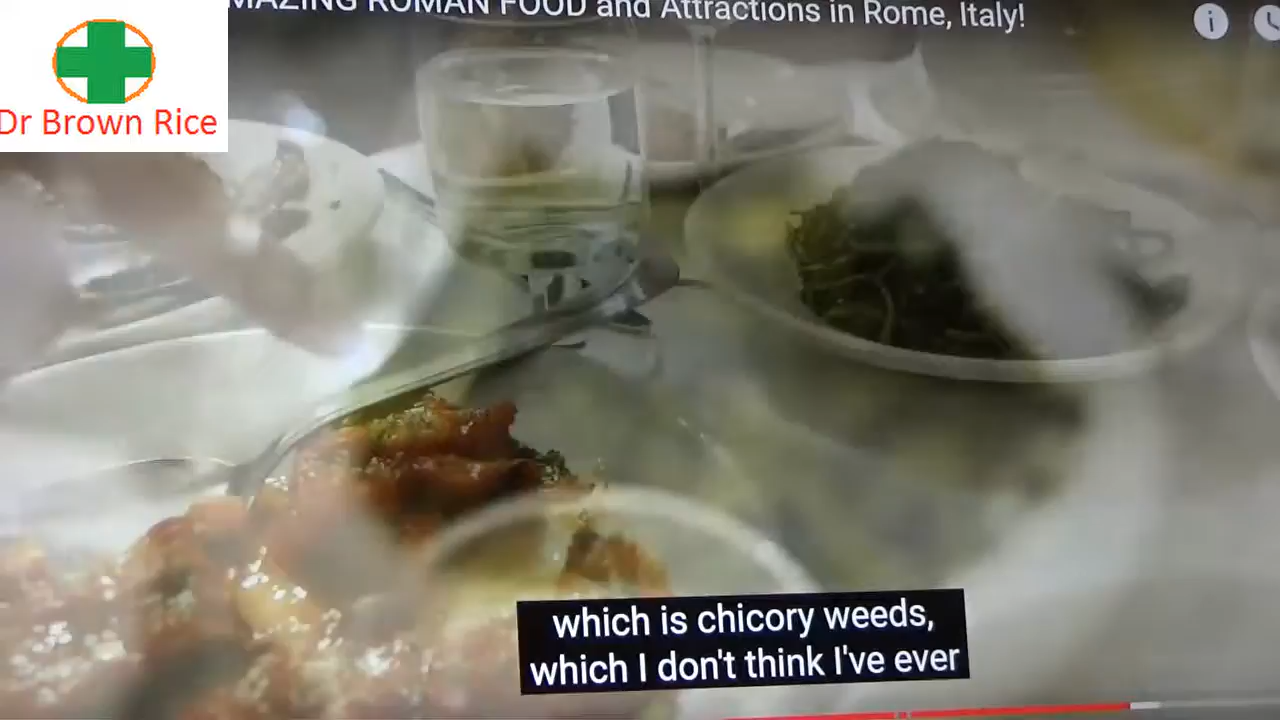 MAZING ROMAN FOOD and Attractions in Rome, Italy!
Dr Brown Rice
which is chicory weeds,
which I don't think I've ever